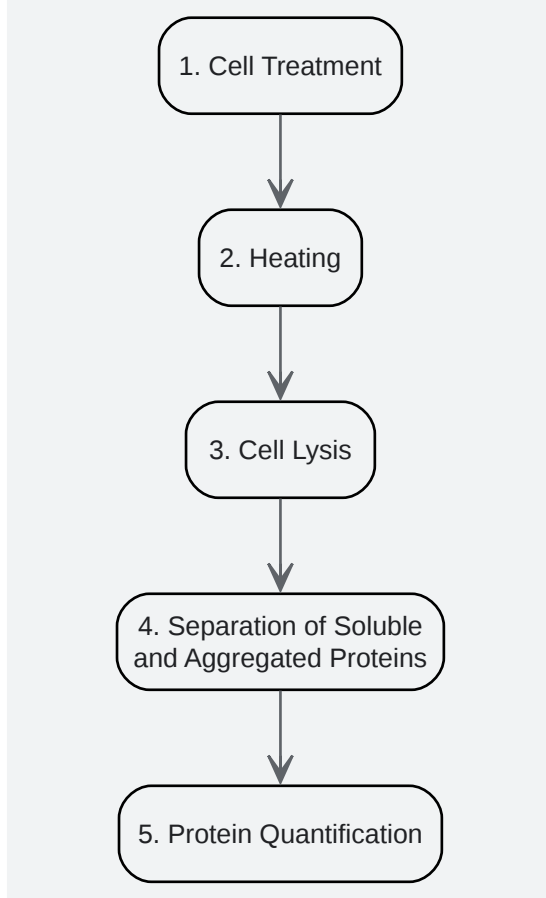 1. Cell Treatment
2. Heating
3. Cell Lysis
4. Separation of Soluble
and Aggregated Proteins
5. Protein Quantification